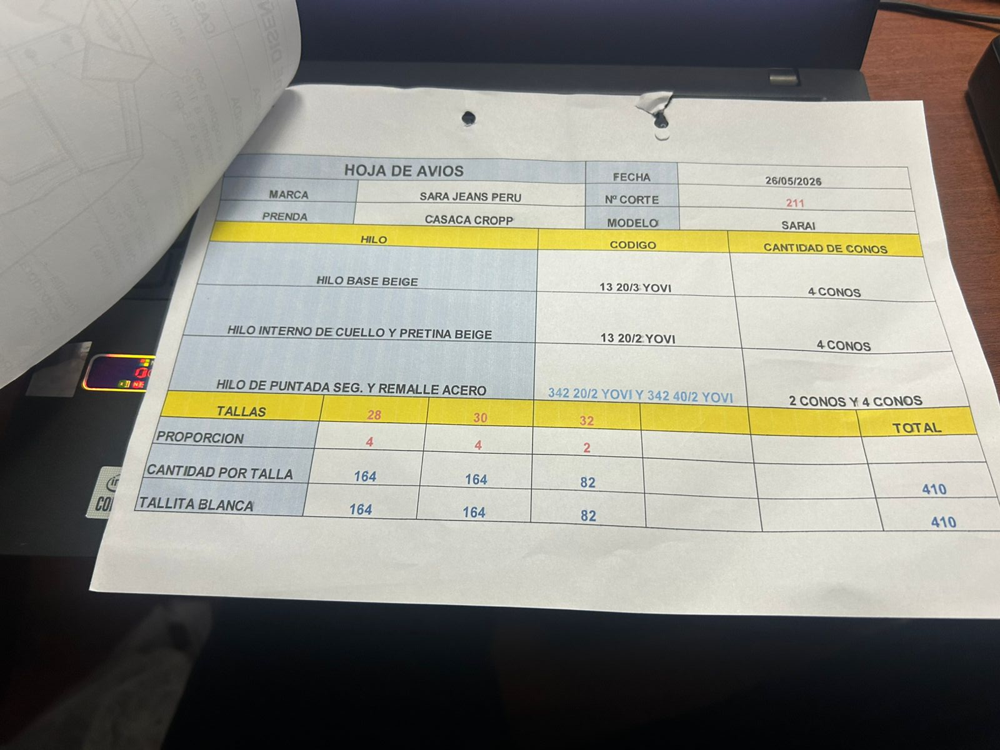 HOJA DE AVIOS FECHA 26/05/2026
MARCA SARA JEANS PERU Nº CORTE 211
PRENDA CASACA CROPP MODELO SARAI
HILO CODIGO CANTIDAD DE CONOS
HILO BASE BEIGE 13 20/3 YOVI 4 CONOS
HILO INTERNO DE CUELLO Y PRETINA BEIGE 13 20/2 YOVI 4 CONOS
HILO DE PUNTADA SEG. Y REMALLE ACERO 342 20/2 YOVI Y 342 40/2 YOVI 2 CONOS Y 4 CONOS
TALLAS 28 30 32 TOTAL
PROPORCION 4 4 2
CANTIDAD POR TALLA 164 164 82 410
TALLITA BLANCA 164 164 82 410